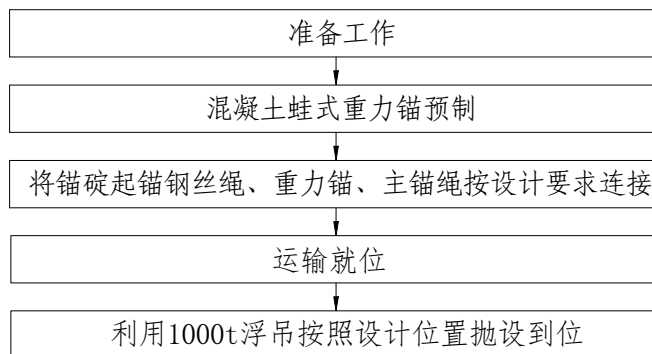 准备工作
混凝土蛙式重力锚预制
将锚碇起锚钢丝绳、重力锚、主锚绳按设计要求连接
运输就位
利用1000t浮吊按照设计位置抛设到位